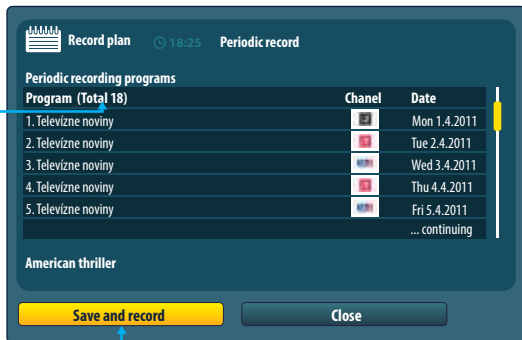 Record plan 18:25 Periodic record
Periodic recording programs
Program (Total 18) Chanel Date
1. Televízne noviny Mon 1.4.2011
2. Televízne noviny Tue 2.4.2011
3. Televízne noviny Wed 3.4.2011
4. Televízne noviny Thu 4.4.2011
5. Televízne noviny Fri 5.4.2011
... continuing
American thriller
Save and record Close